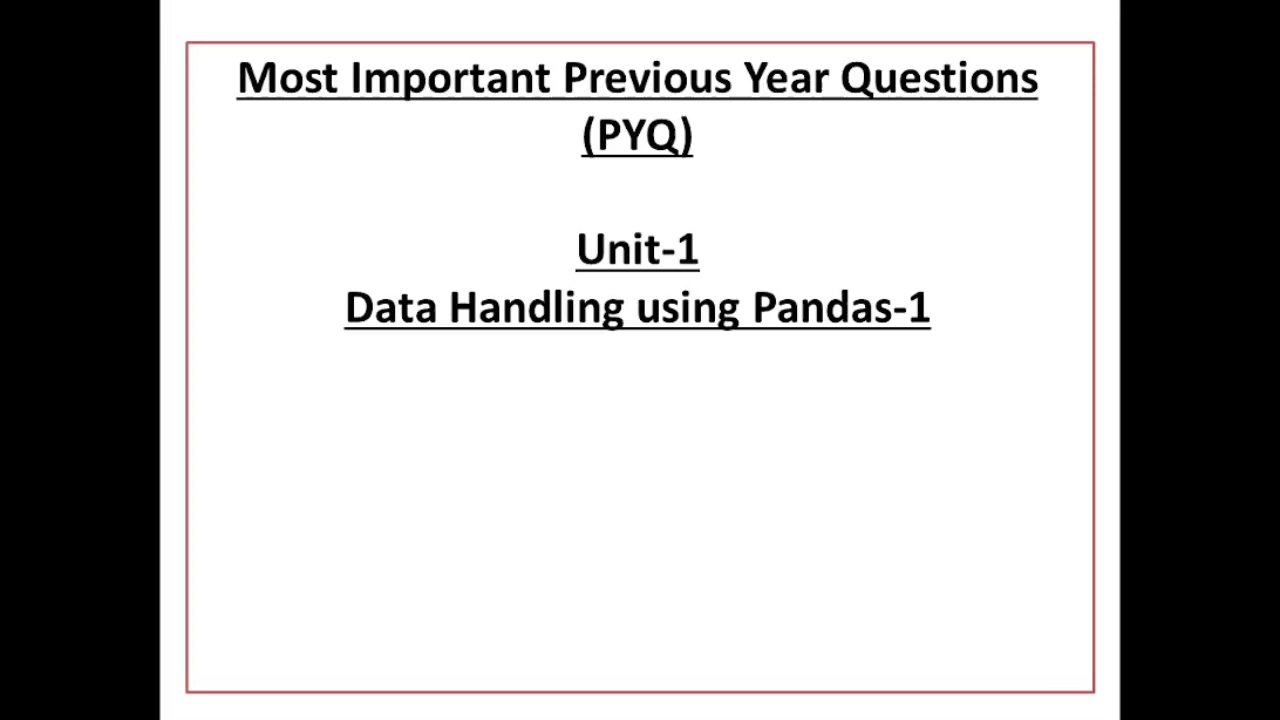 Most Important Previous Year Questions
(PYQ)
Unit-1
Data Handling using Pandas-1